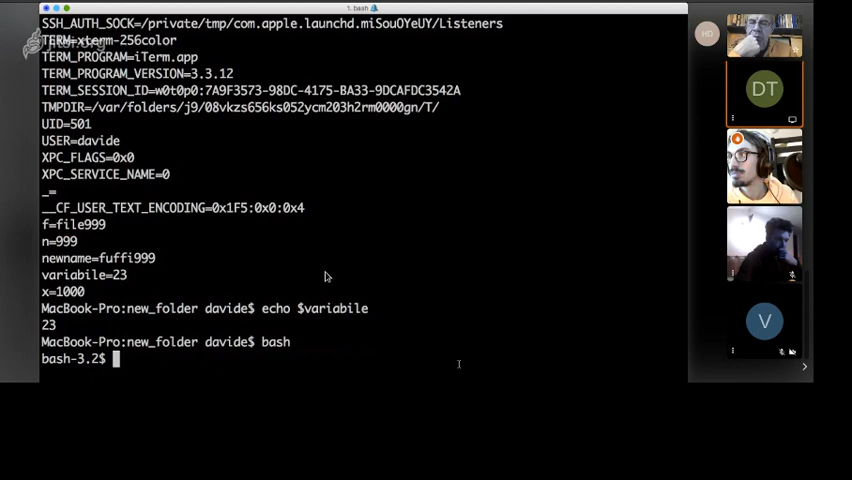 1. bash
SSH_AUTH_SOCK=/private/tmp/com.apple.launchd.miSouOYeUY/Listeners
jitsi.org
TERM=xterm-256color
TERM_PROGRAM=iTerm.app
TERM_PROGRAM_VERSION=3.3.12
TERM_SESSION_ID=w0t0p0:7A9F3573-98DC-4175-BA33-9DCAFDC3542A
TMPDIR=/var/folders/j9/08vkzs656ks052ycm203h2rm0000gn/T/
UID=501
USER=davide
XPC_FLAGS=0x0
XPC_SERVICE_NAME=0
_=
__CF_USER_TEXT_ENCODING=0x1F5:0x0:0x4
f=file999
n=999
newname=fuffi999
variabile=23
x=1000
MacBook-Pro:new_folder davide$ echo $variabile
23
MacBook-Pro:new_folder davide$ bash
bash-3.2$
HD
DT
V